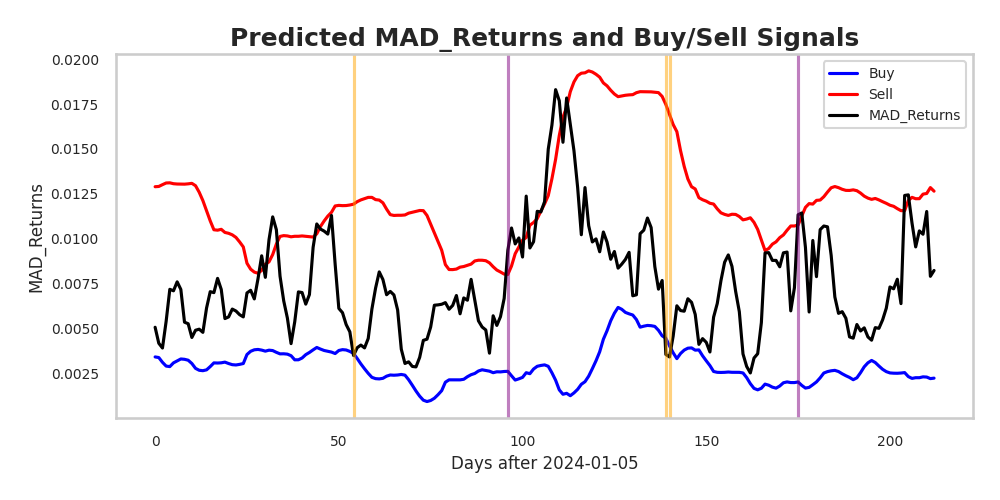 Predicted MAD_Returns and Buy/Sell Signals
0.0200
0.0175
0.0150
0.0125
0.0100
0.0075
0.0050
0.0025
MAD_Returns
Buy
Sell
MAD_Returns
0 50 100 150 200
Days after 2024-01-05